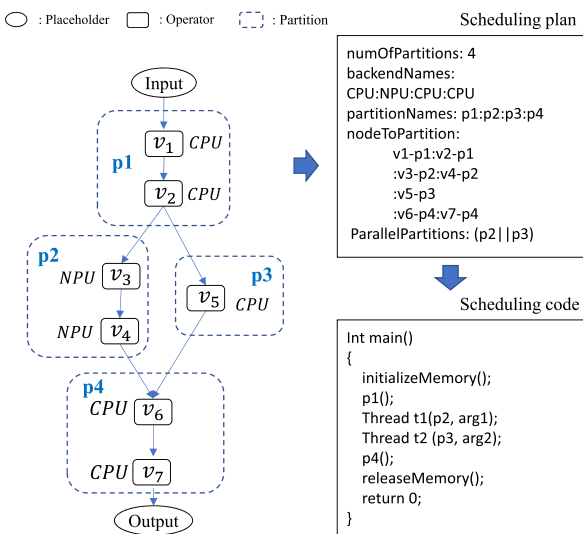 : Placeholder : Operator : Partition
Input
p1
v1 CPU
v2 CPU
p2
NPU v3
NPU v4
p3
v5 CPU
p4
CPU v6
CPU v7
Output
Scheduling plan
numOfPartitions: 4
backendNames:
CPU:NPU:CPU:CPU
partitionNames: p1:p2:p3:p4
nodeToPartition:
v1-p1:v2-p1
:v3-p2:v4-p2
:v5-p3
:v6-p4:v7-p4
ParallelPartitions: (p2||p3)
Scheduling code
Int main()
{
initializeMemory();
p1();
Thread t1(p2, arg1);
Thread t2 (p3, arg2);
p4();
releaseMemory();
return 0;
}